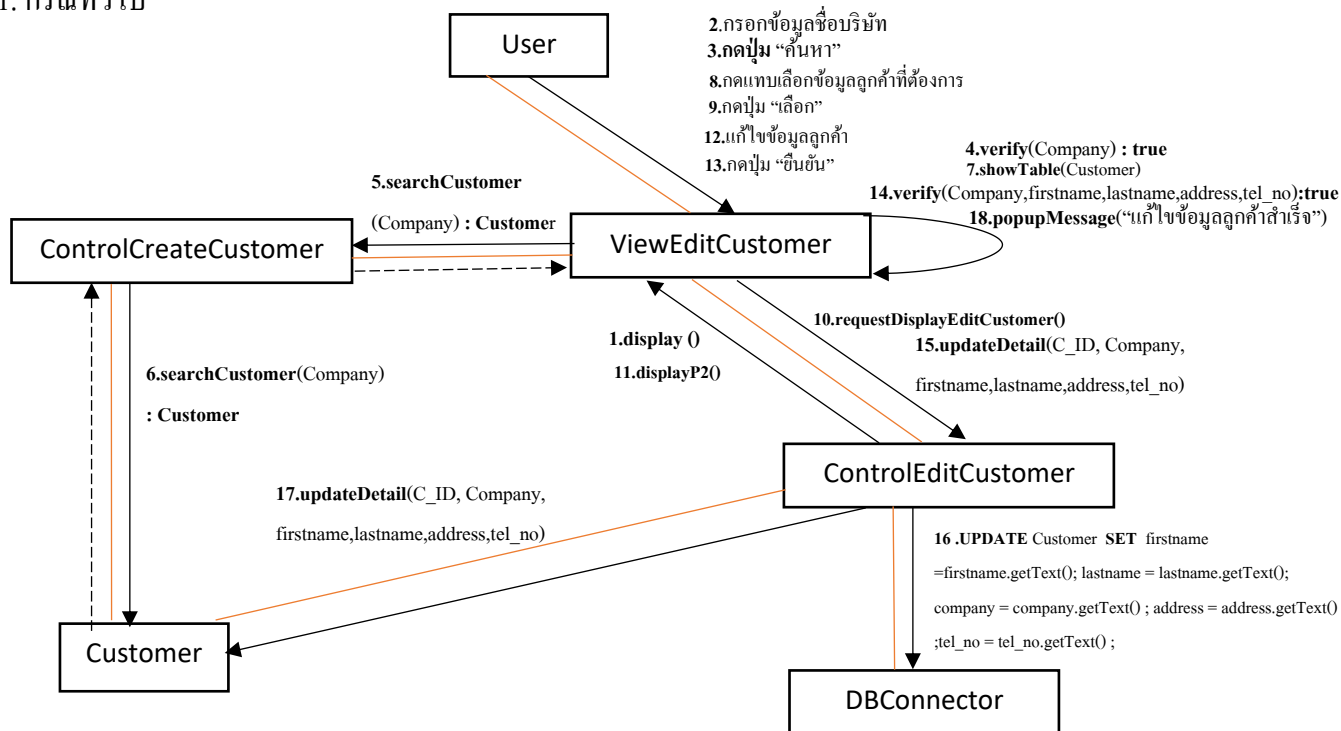 1. กรณีทั่วไป
User
2.กรอกข้อมูลชื่อบริษัท
3.กดปุ่ม “ค้นหา”
8.กดแทบเลือกข้อมูลลูกค้าที่ต้องการ
9.กดปุ่ม “เลือก”
12.แก้ไขข้อมูลลูกค้า
13.กดปุ่ม “ยืนยัน”
4.verify(Company) : true
7.showTable(Customer)
14.verify(Company,firstname,lastname,address,tel_no):true
18.popupMessage(“แก้ไขข้อมูลลูกค้าสำเร็จ”)
5.searchCustomer
(Company) : Customer
ControlCreateCustomer
ViewEditCustomer
1.display ()
11.displayP2()
10.requestDisplayEditCustomer()
15.updateDetail(C_ID, Company,
firstname,lastname,address,tel_no)
6.searchCustomer(Company)
: Customer
ControlEditCustomer
17.updateDetail(C_ID, Company,
firstname,lastname,address,tel_no)
16 .UPDATE Customer SET firstname
=firstname.getText(); lastname = lastname.getText();
company = company.getText() ; address = address.getText()
;tel_no = tel_no.getText() ;
Customer
DBConnector